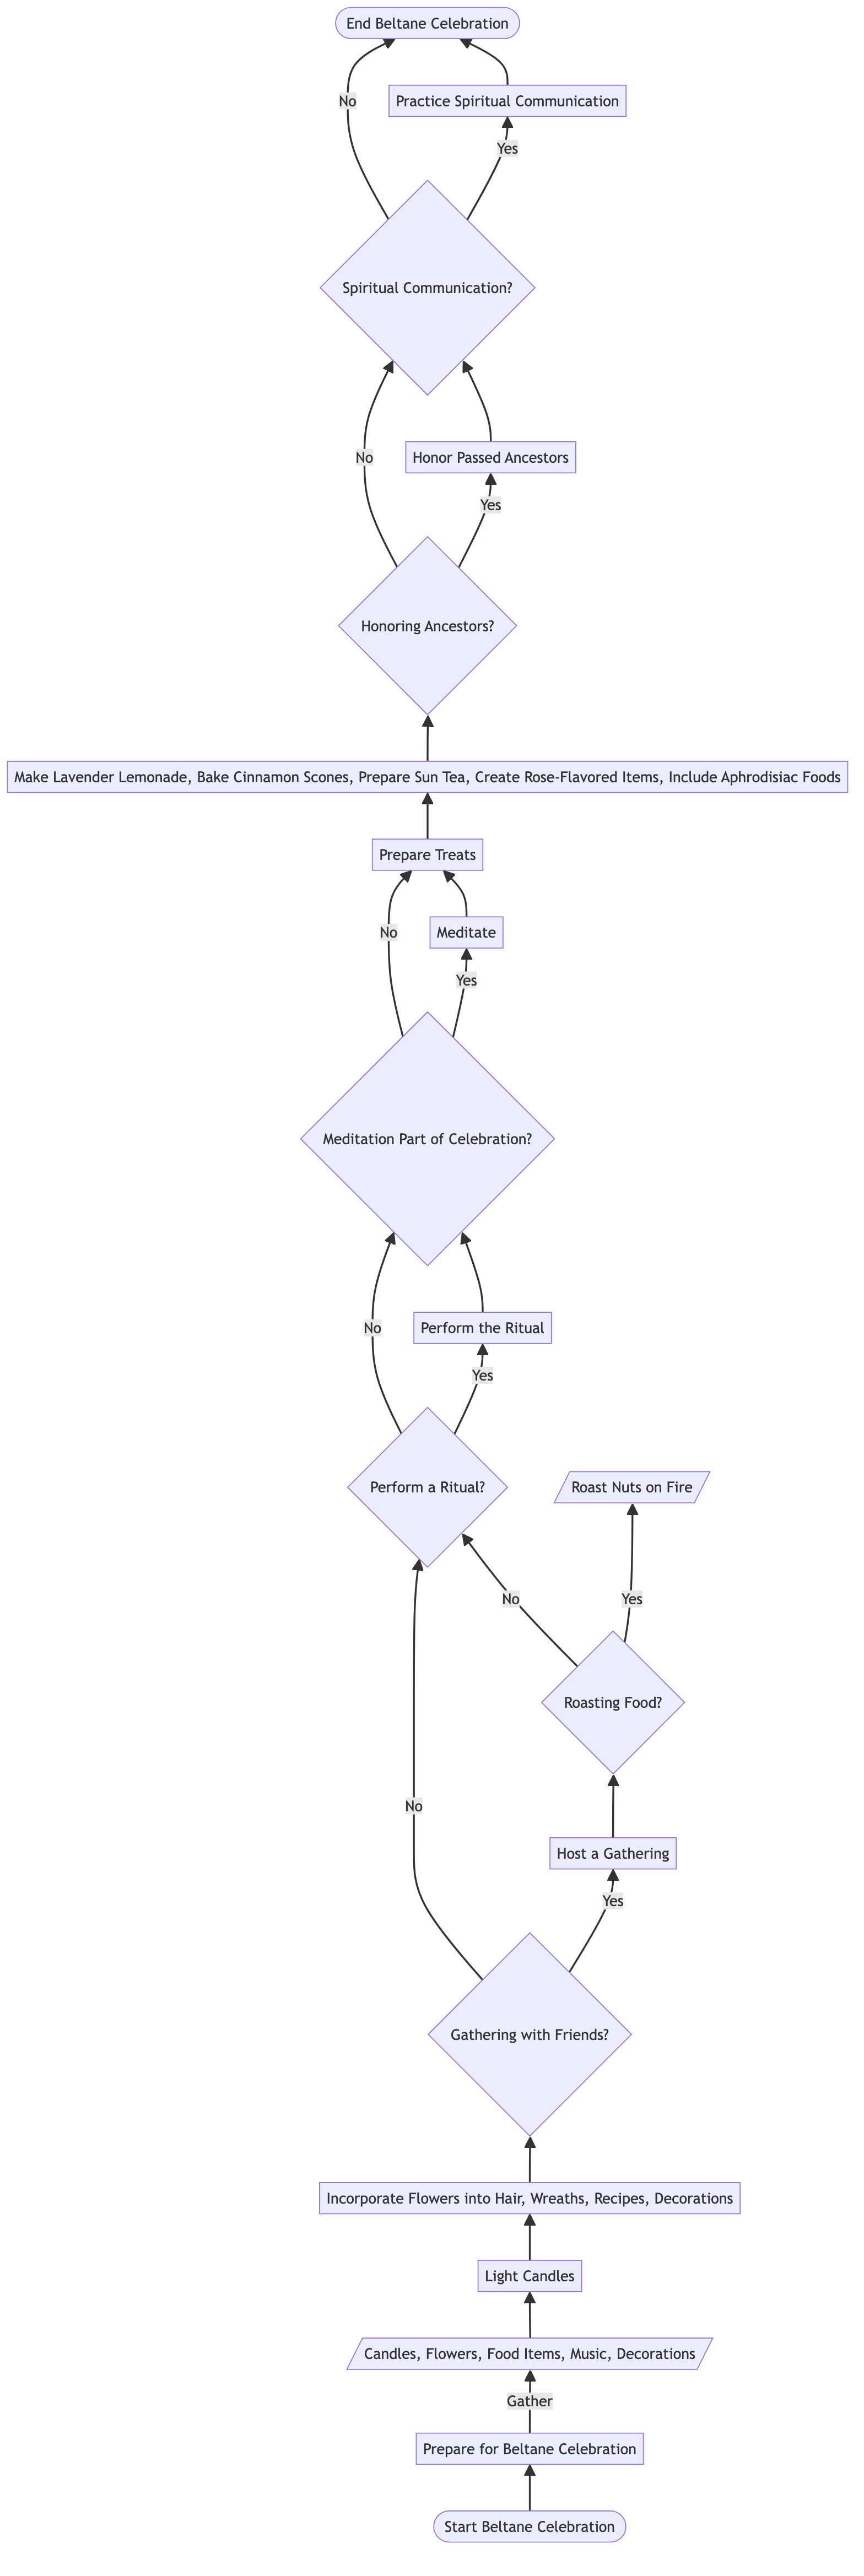 End Beltane Celebration
Practice Spiritual Communication
No
Yes
Spiritual Communication?
Honor Passed Ancestors
No
Yes
Honoring Ancestors?
Make Lavender Lemonade, Bake Cinnamon Scones, Prepare Sun Tea, Create Rose-Flavored Items, Include Aphrodisiac Foods
Prepare Treats
No
Meditate
Yes
Meditation Part of Celebration?
No
Perform the Ritual
Yes
Perform a Ritual?
Roast Nuts on Fire
No
Yes
Roasting Food?
No
Host a Gathering
Yes
Gathering with Friends?
Incorporate Flowers into Hair, Wreaths, Recipes, Decorations
Light Candles
Candles, Flowers, Food Items, Music, Decorations
Gather
Prepare for Beltane Celebration
Start Beltane Celebration